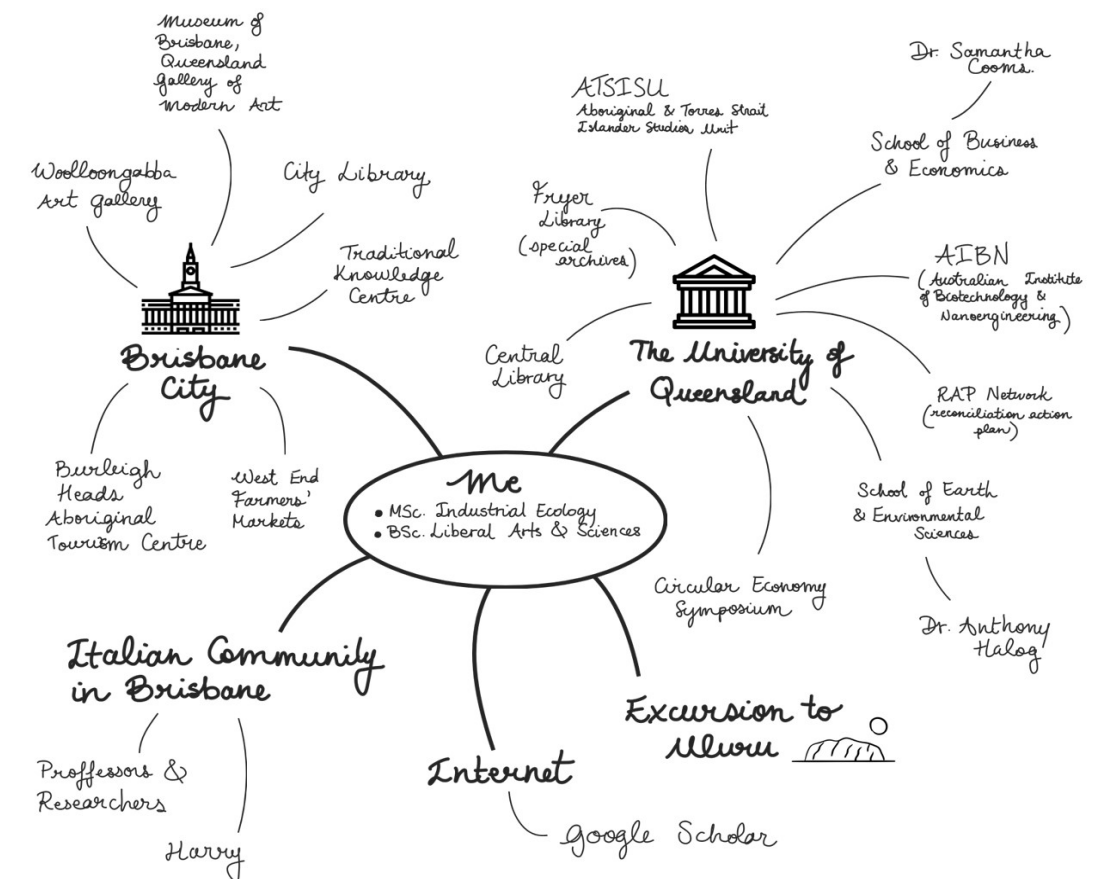 Museum of
Brisbane,
Queensland
Gallery of
Modern Art
Woolloongabba
Art Gallery
City Library
Traditional
Knowledge
Centre
Brisbane
City
Burleigh
Heads
Aboriginal
Tourism Centre
West End
Farmers'
Markets
ATSISU
Aboriginal & Torres Strait
Islander Studies Unit
Dr. Samantha
Cooms.
School of Business
& Economics
Fryer
Library
(special
archives)
AIBN
(Australian Institute
of Biotechnology &
Nanoengineering)
Central
Library
The University of
Queensland
RAP Network
(reconciliation action
plan)
School of Earth
& Environmental
Sciences
Dr. Anthony
Halog
Circular Economy
Symposium
Me
• MSc. Industrial Ecology
• BSc. Liberal Arts & Sciences
Italian Community
in Brisbane
Proffessors &
Researchers
Harry
Internet
Google Scholar
Excursion to
Uluru